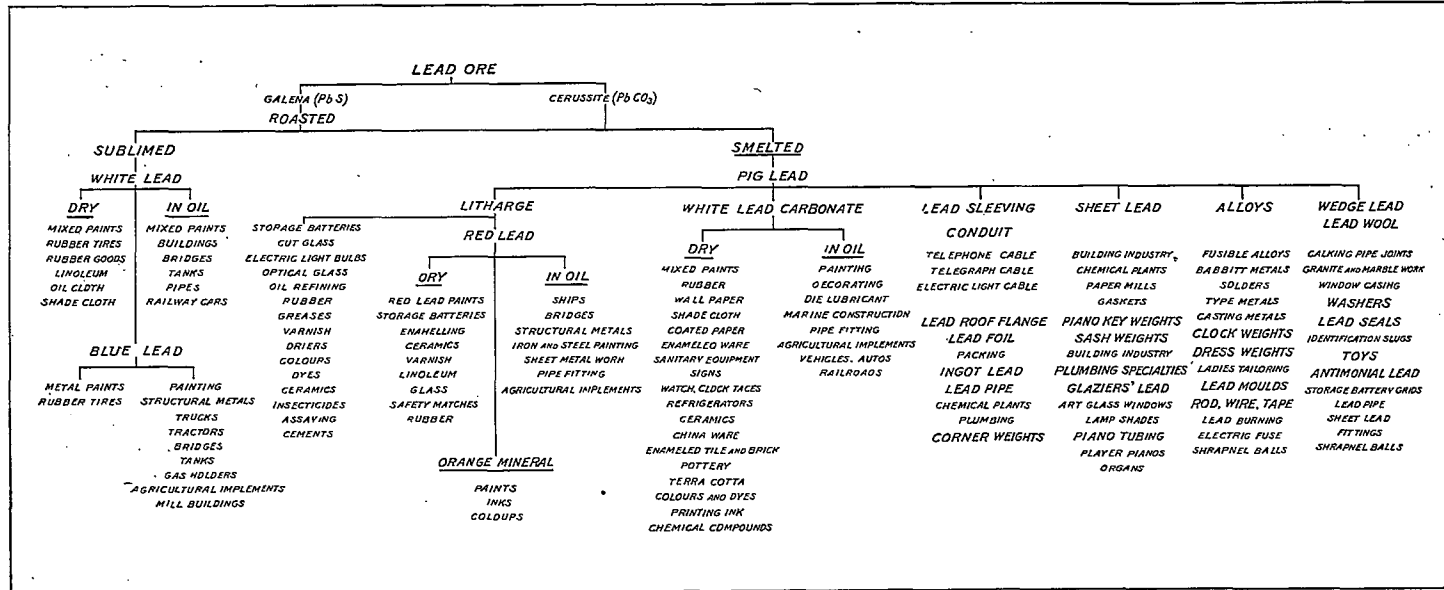 LEAD ORE
GALENA (PbS)
CERUSSITE (PbCO3)
ROASTED
SUBLIMED
SMELTED
WHITE LEAD
PIG LEAD
DRY
MIXED PAINTS
RUBBER TIRES
RUBBER GOODS
LINOLEUM
OIL CLOTH
SHADE CLOTH
IN OIL
MIXED PAINTS
BUILDINGS
BRIDGES
TANKS
PIPES
RAILWAY CARS
BLUE LEAD
METAL PAINTS
RUBBER TIRES
PAINTING
STRUCTURAL METALS
TRUCKS
TRACTORS
BRIDGES
TANKS
GAS HOLDERS
AGRICULTURAL IMPLEMENTS
MILL BUILDINGS
LITHARGE
STOPAGE BATTERIES
CUT GLASS
ELECTRIC LIGHT BULBS
OPTICAL GLASS
OIL REFINING
RUBBER
GREASES
VARNISH
DRIERS
COLOUPS
DYES
CERAMICS
INSECTICIDES
ASSAYING
CEMENTS
RED LEAD
ORY
RED LEAD PAINTS
STORAGE BATTERIES
ENAHELLING
CERAMICS
VARNISH
LINOLEUM
GLASS
SAFETY MATCHES
RUBBER
IN OIL
SHIPS
BRIDGES
STRUCTURAL METALS
IRON AND STEEL PAINTING
SHEET METAL WORH
PIPE FITTING
AGRICULTURAL IMPLEMENTS
ORANGE MINERAL
PAINTS
INKS
COLDUPS
WHITE LEAD CARBONATE
DRY
MIXED PAINTS
RUBBER
WALL PAPER
SHADE CLOTH
COATED PAPER
ENAMELED WARE
SANITARY EQUIPMENT
SIGNS
WATCH, CLOCK TACES
REFRIGERATORS
CERAMICS
CHINA WARE
ENAMELED TILE AND BRICK
POTTERY
TERRA COTTA
COLOURS AND DYES
PRINTING INK
CHEMICAL COMPOUNDS
IN OIL
PAINTING
DECORATING
DIE LUBRICANT
MARINE CONSTRUCTION
PIPE FITTING
AGRICULTURAL IMPLEMENTS
VEHICLES. AUTOS
RAILROADS
LEAD SLEEVING
CONDUIT
TELEPHONE CABLE
TELEGRAPH CABLE
ELECTRIC LIGHT CABLE
LEAD ROOF FLANGE
LEAD FOIL
PACKING
INGOT LEAD
LEAD PIPE
CHEMICAL PLANTS
PLUMBING
CORNER WEIGHTS
SHEET LEAD
BUILDING INDUSTRY
CHEMICAL PLANTS
PAPER MILLS
GASKETS
PIANO KEY WEIGHTS
SASH WEIGHTS
BUILDING INDUSTRY
PLUMBING SPECIALTIES
GLAZIERS' LEAD
ART GLASS WINDOWS
LAMP SHADES
PIANO TUBING
PLAYER PIANOS
ORGANS
ALLOYS
FUSIBLE ALLOYS
BABBITT METALS
SOLDERS
TYPE METALS
CASTING METALS
CLOCK WEIGHTS
DRESS WEIGHTS
LADIES TAILORING
LEAD MOULDS
ROD, WIRE, TAPE
LEAD BURNING
ELECTRIC FUSE
SHRAPNEL BALLS
WEDGE LEAD
LEAD WOOL
CALKING PIPE JOINTS
GRANITE AND MARBLE WORK
WINDOW CASING
WASHERS
LEAD SEALS
IDENTIFICATION SLUGS
TOYS
ANTIMONIAL LEAD
STORAGE BATTERY GRIDS
LEAD PIPE
SHEET LEAD
FITTINGS
SHRAPNEL BALLS